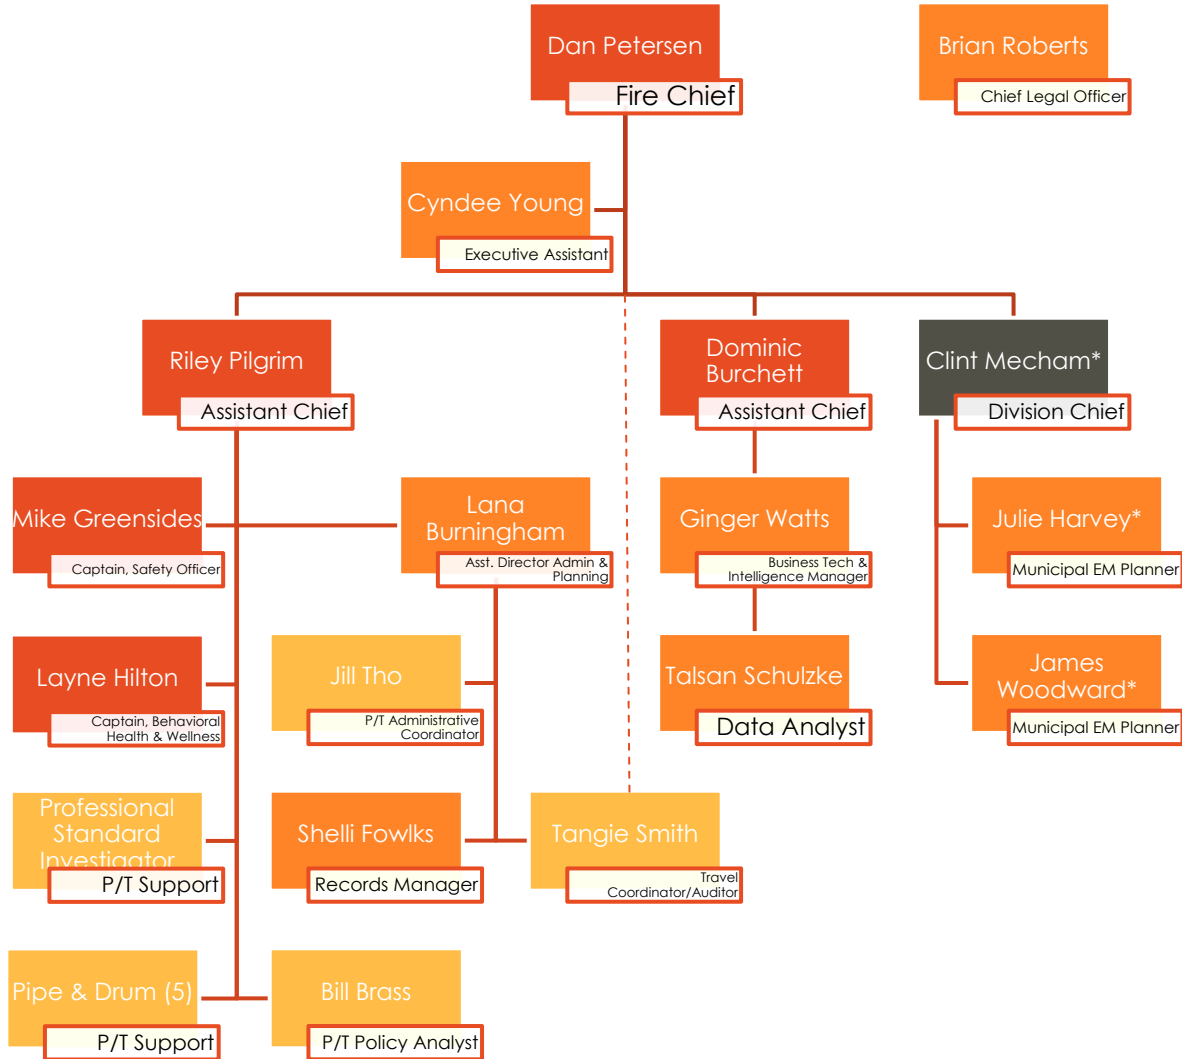 Dan Petersen
Fire Chief
Brian Roberts
Chief Legal Officer
Cyndee Young
Executive Assistant
Riley Pilgrim
Assistant Chief
Dominic
Burchett
Assistant Chief
Clint Mecham*
Division Chief
Mike Greensides
Captain, Safety Officer
Lana
Burningham
Asst. Director Admin &
Planning
Ginger Watts
Business Tech &
Intelligence Manager
Julie Harvey*
Municipal EM Planner
Layne Hilton
Captain, Behavioral
Health & Wellness
Jill Tho
P/T Administrative
Coordinator
Talsan Schulzke
Data Analyst
James
Woodward*
Municipal EM Planner
Professional
Standard
Investigator
P/T Support
Shelli Fowlks
Records Manager
Tangie Smith
Travel
Coordinator/Auditor
Pipe & Drum (5)
P/T Support
Bill Brass
P/T Policy Analyst